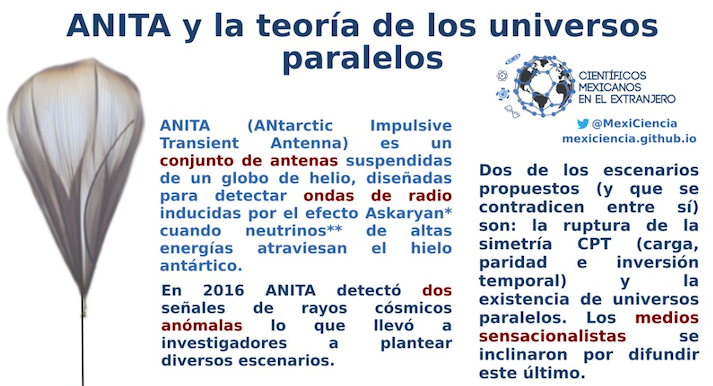 ANITA y la teoría de los universos
paralelos
CIENTÍFICOS
MEXICANOS
EN EL EXTRANJERO
@MexiCiencia
mexiciencia.github.io
ANITA (ANtarctic Impulsive
Transient Antenna) es un
conjunto de antenas suspendidas
de un globo de helio, diseñadas
para detectar ondas de radio
inducidas por el efecto Askaryan*
cuando neutrinos** de altas
energías atraviesan el hielo
antártico.
En 2016 ANITA detectó dos
señales de rayos cósmicos
anómalas lo que llevó a
investigadores a plantear
diversos escenarios.
Dos de los escenarios
propuestos (y que se
contradicen entre sí)
son: la ruptura de la
simetría CPT (carga,
paridad e inversión
temporal) y la
existencia de universos
paralelos. Los medios
sensacionalistas se
inclinaron por difundir
este último.